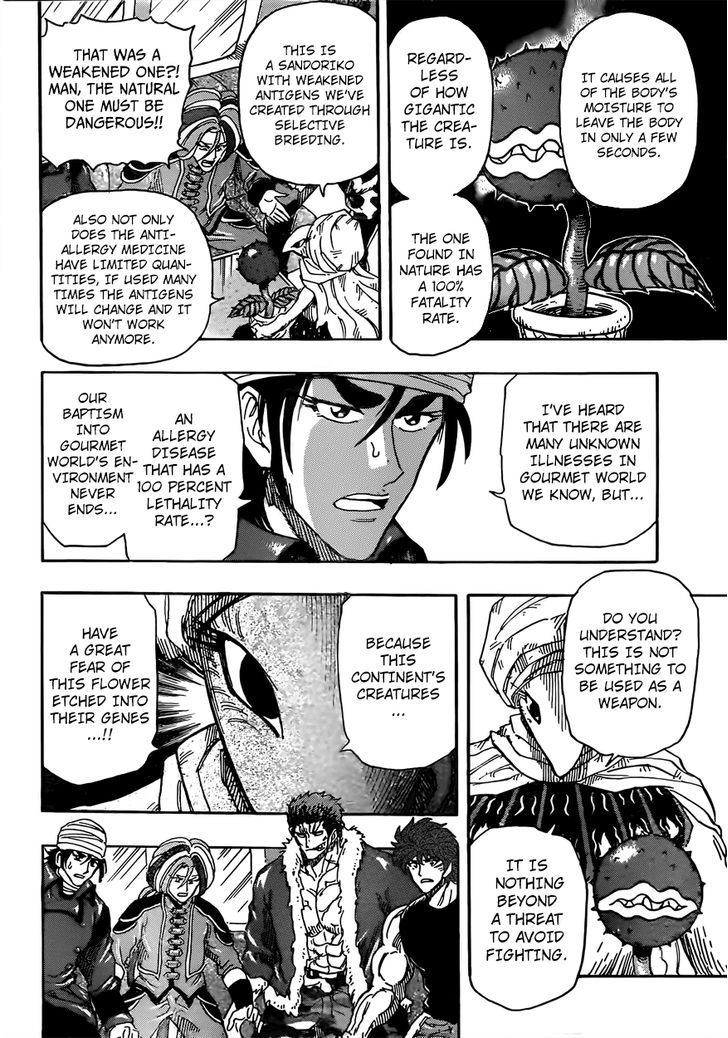 IT CAUSES ALL
OF THE BODY'S
MOISTURE TO
LEAVE THE BODY
IN ONLY A FEW
SECONDS.
REGARD-
LESS
OF HOW
GIGANTIC
THE CREA-
TURE IS.
THE ONE
FOUND IN
NATURE HAS
A 100%
FATALITY
RATE.
THIS IS
A SANDORIKO
WITH WEAKENED
ANTIGENS WE'VE
CREATED THROUGH
SELECTIVE
BREEDING.
THAT WAS A
WEAKENED ONE?!
MAN, THE NATURAL
ONE MUST BE
DANGEROUS!!
ALSO NOT ONLY
DOES THE ANTI-
ALLERGY MEDICINE
HAVE LIMITED QUAN-
TITIES, IF USED MANY
TIMES THE ANTIGENS
WILL CHANGE AND IT
WON'T WORK
ANYMORE.
I'VE HEARD
THAT THERE ARE
MANY UNKNOWN
ILLNESSES IN
GOURMET WORLD
WE KNOW, BUT...
AN
ALLERGY
DISEASE
THAT HAS A
100 PERCENT
LETHALITY
RATE...?
OUR
BAPTISM
INTO
GOURMET
WORLD'S EN-
VIRONMENT
NEVER
ENDS...
DO YOU
UNDERSTAND?
THIS IS NOT
SOMETHING TO
BE USED AS A
WEAPON.
IT IS
NOTHING
BEYOND
A THREAT
TO AVOID
FIGHTING.
BECAUSE
THIS
CONTINENT'S
CREATURES
...
HAVE
A GREAT
FEAR OF
THIS FLOWER
ETCHED INTO
THEIR GENES
...!!